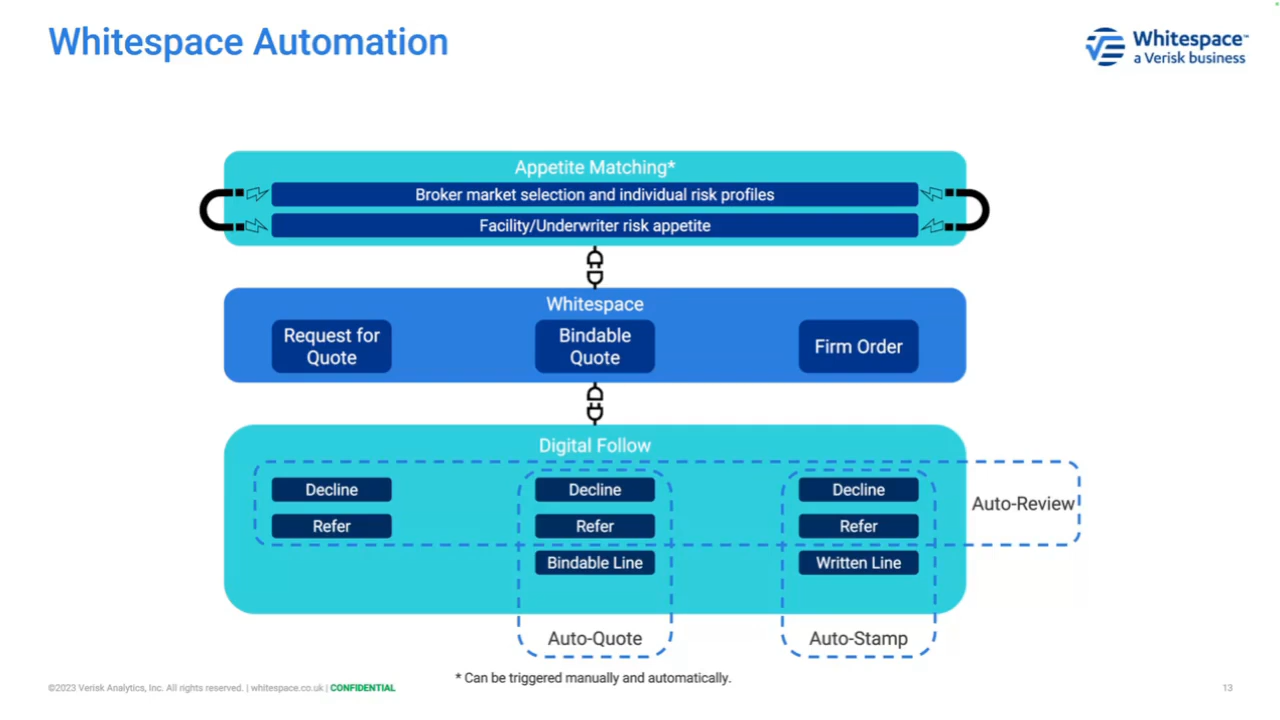 Whitespace Automation
Whitespace™
a Verisk business
Appetite Matching*
Broker market selection and individual risk profiles
Facility/Underwriter risk appetite
Whitespace
Request for
Quote
Bindable
Quote
Firm Order
Digital Follow
Decline
Decline
Decline
Auto-Review
Refer
Refer
Refer
Bindable Line
Written Line
Auto-Quote
Auto-Stamp
* Can be triggered manually and automatically.
©2023 Verisk Analytics, Inc. All rights reserved. | whitespace.co.uk | CONFIDENTIAL
13